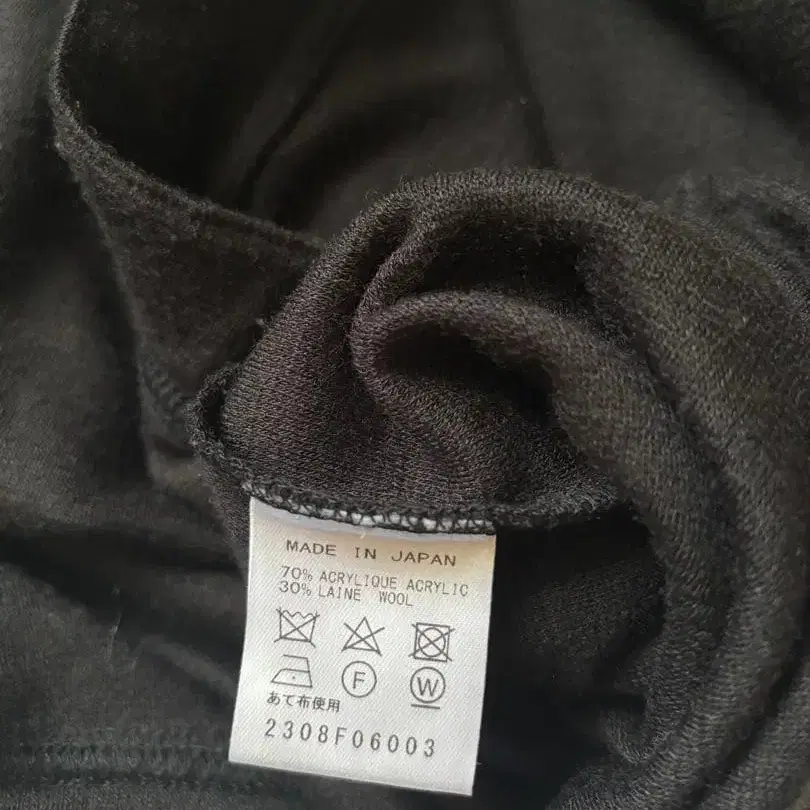 MADE IN JAPAN
70% ACRYLIQUE ACRYLIC
30% LAINE WOOL
F W
あて布使用
2308F06003